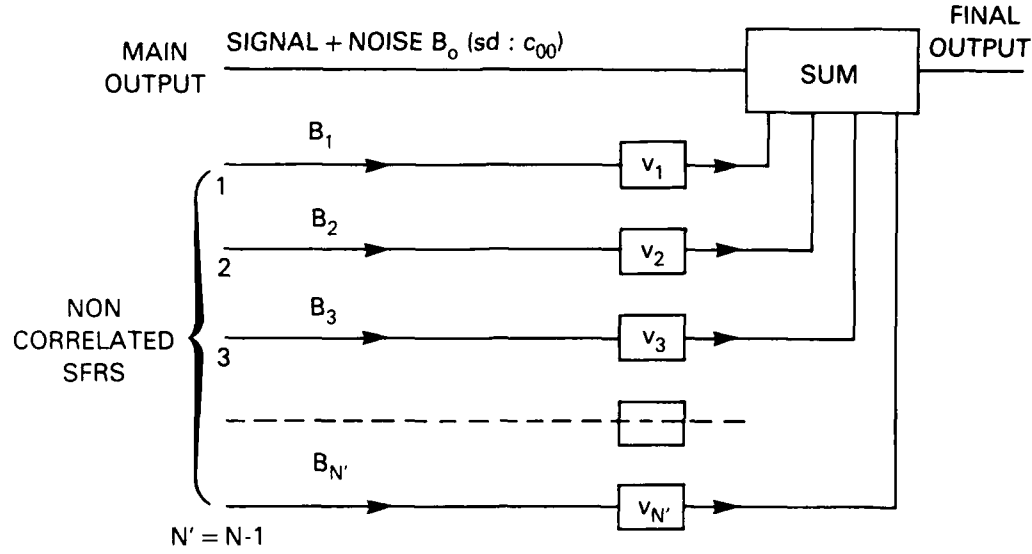 MAIN OUTPUT
SIGNAL + NOISE B₀ (sd : c₀₀)
SUM
FINAL OUTPUT
NON CORRELATED SFRS
1
B₁
v₁
2
B₂
v₂
3
B₃
v₃
B_N'
v_N'
N' = N-1